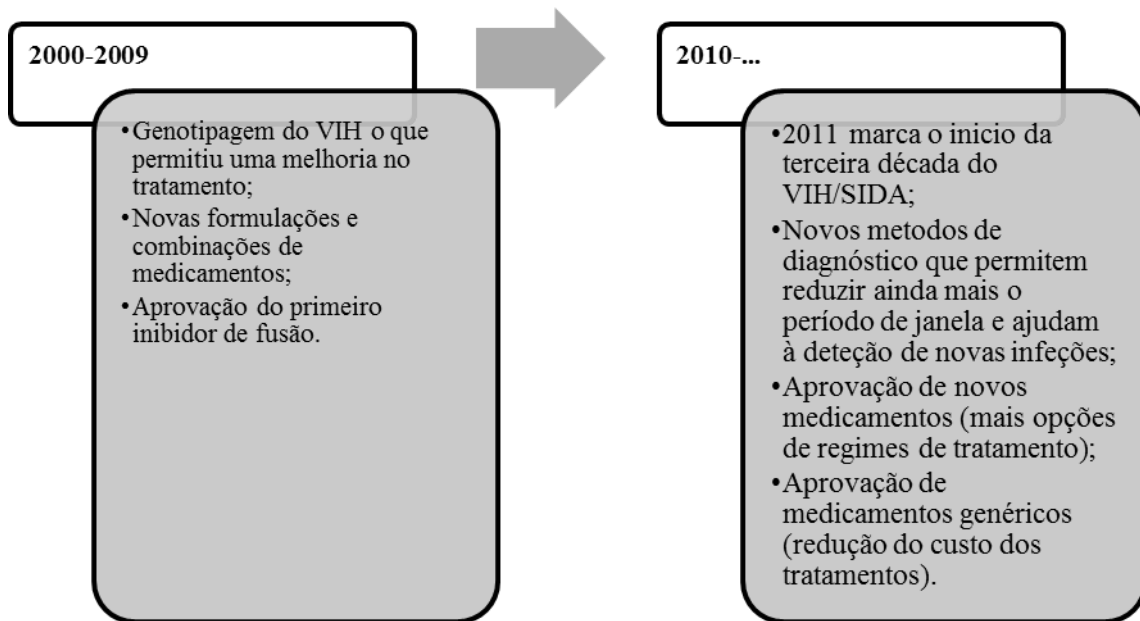 2000-2009
•Genotipagem do VIH o que
permitiu uma melhoria no
tratamento;
•Novas formulações e
combinações de
medicamentos;
•Aprovação do primeiro
inibidor de fusão.
2010-...
•2011 marca o inicio da
terceira década do
VIH/SIDA;
•Novos metodos de
diagnóstico que permitem
reduzir ainda mais o
período de janela e ajudam
à deteção de novas infeções;
•Aprovação de novos
medicamentos (mais opções
de regimes de tratamento);
•Aprovação de
medicamentos genéricos
(redução do custo dos
tratamentos).